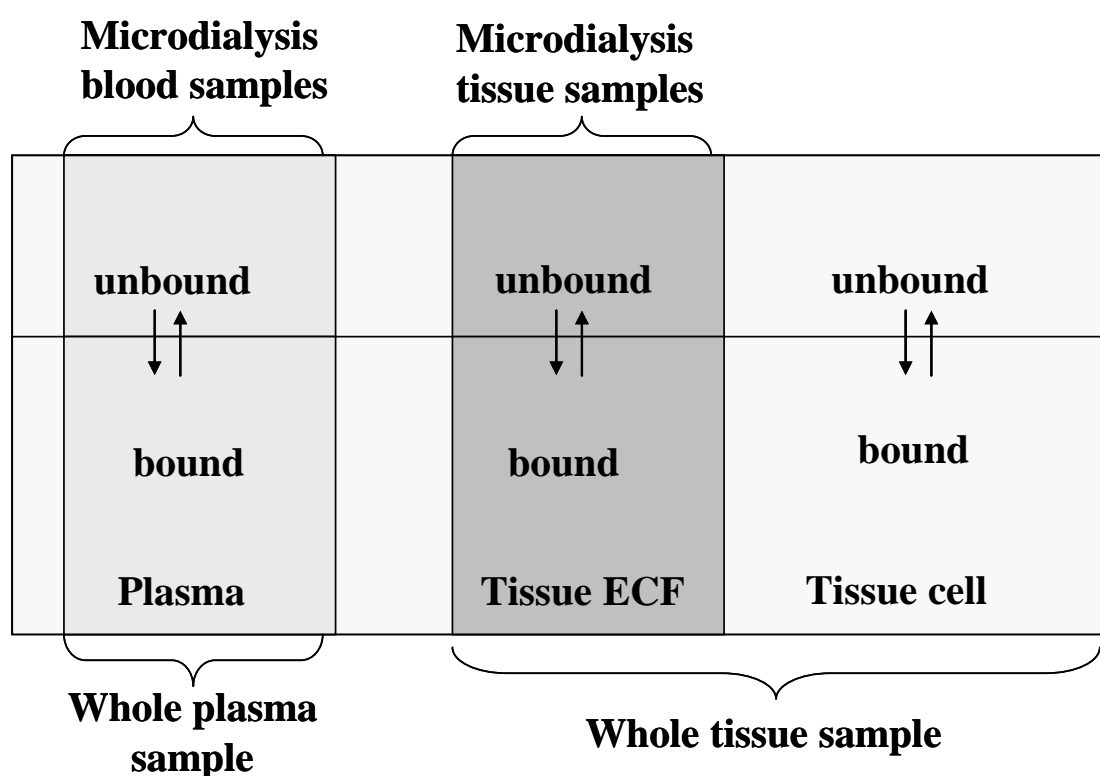 Microdialysis
blood samples
Microdialysis
tissue samples
unbound
unbound
unbound
bound
bound
bound
Plasma
Tissue ECF
Tissue cell
Whole plasma
sample
Whole tissue sample